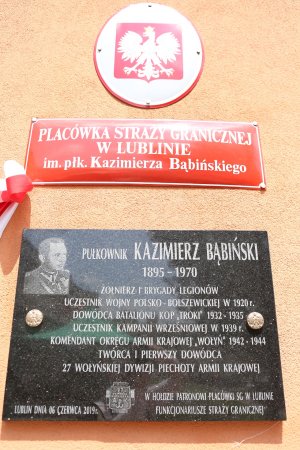 PLACÓWKA STRAŻY GRANICZNEJ
W LUBLINIE
im. płk. Kazimierza Bąbińskiego
PUŁKOWNIK KAZIMIERZ BĄBIŃSKI
1895 - 1970
ŻOŁNIERZ I BRYGADY LEGIONÓW
UCZESTNIK WOJNY POLSKO-BOLSZEWICKIEJ W 1920 r.
DOWÓDCA BATALIONU KOP „TROKI" 1932 - 1935
UCZESTNIK KAMPANII WRZEŚNIOWEJ W 1939 r.
KOMENDANT OKRĘGU ARMII KRAJOWEJ „WOŁYŃ" 1942 - 1944
TWÓRCA I PIERWSZY DOWÓDCA
27 WOŁYŃSKIEJ DYWIZJI PIECHOTY ARMII KRAJOWEJ
LUBLIN DNIA 06 CZERWCA 2019 r.
W HOŁDZIE PATRONOWI PLACÓWKI SG W LUBLINIE
FUNKCJONARIUSZE STRAŻY GRANICZNEJ